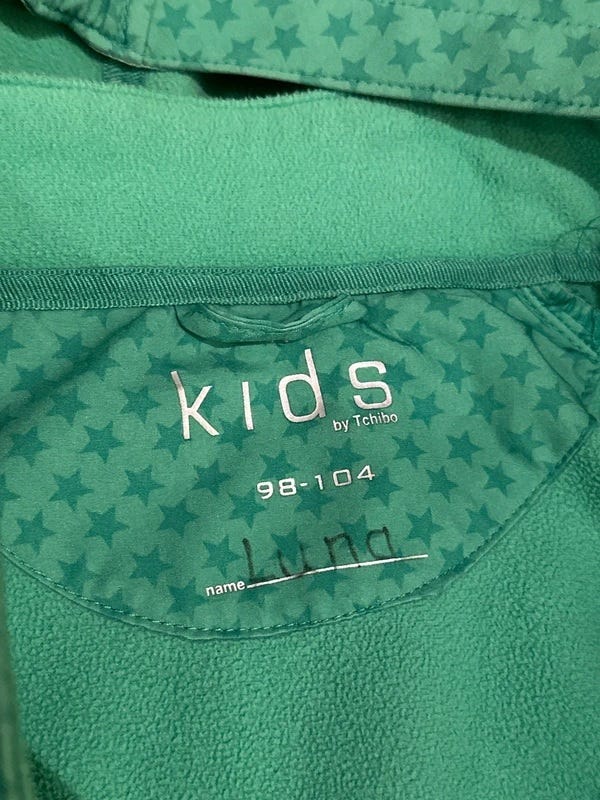 kids
by Tchibo
98-104
name Luna